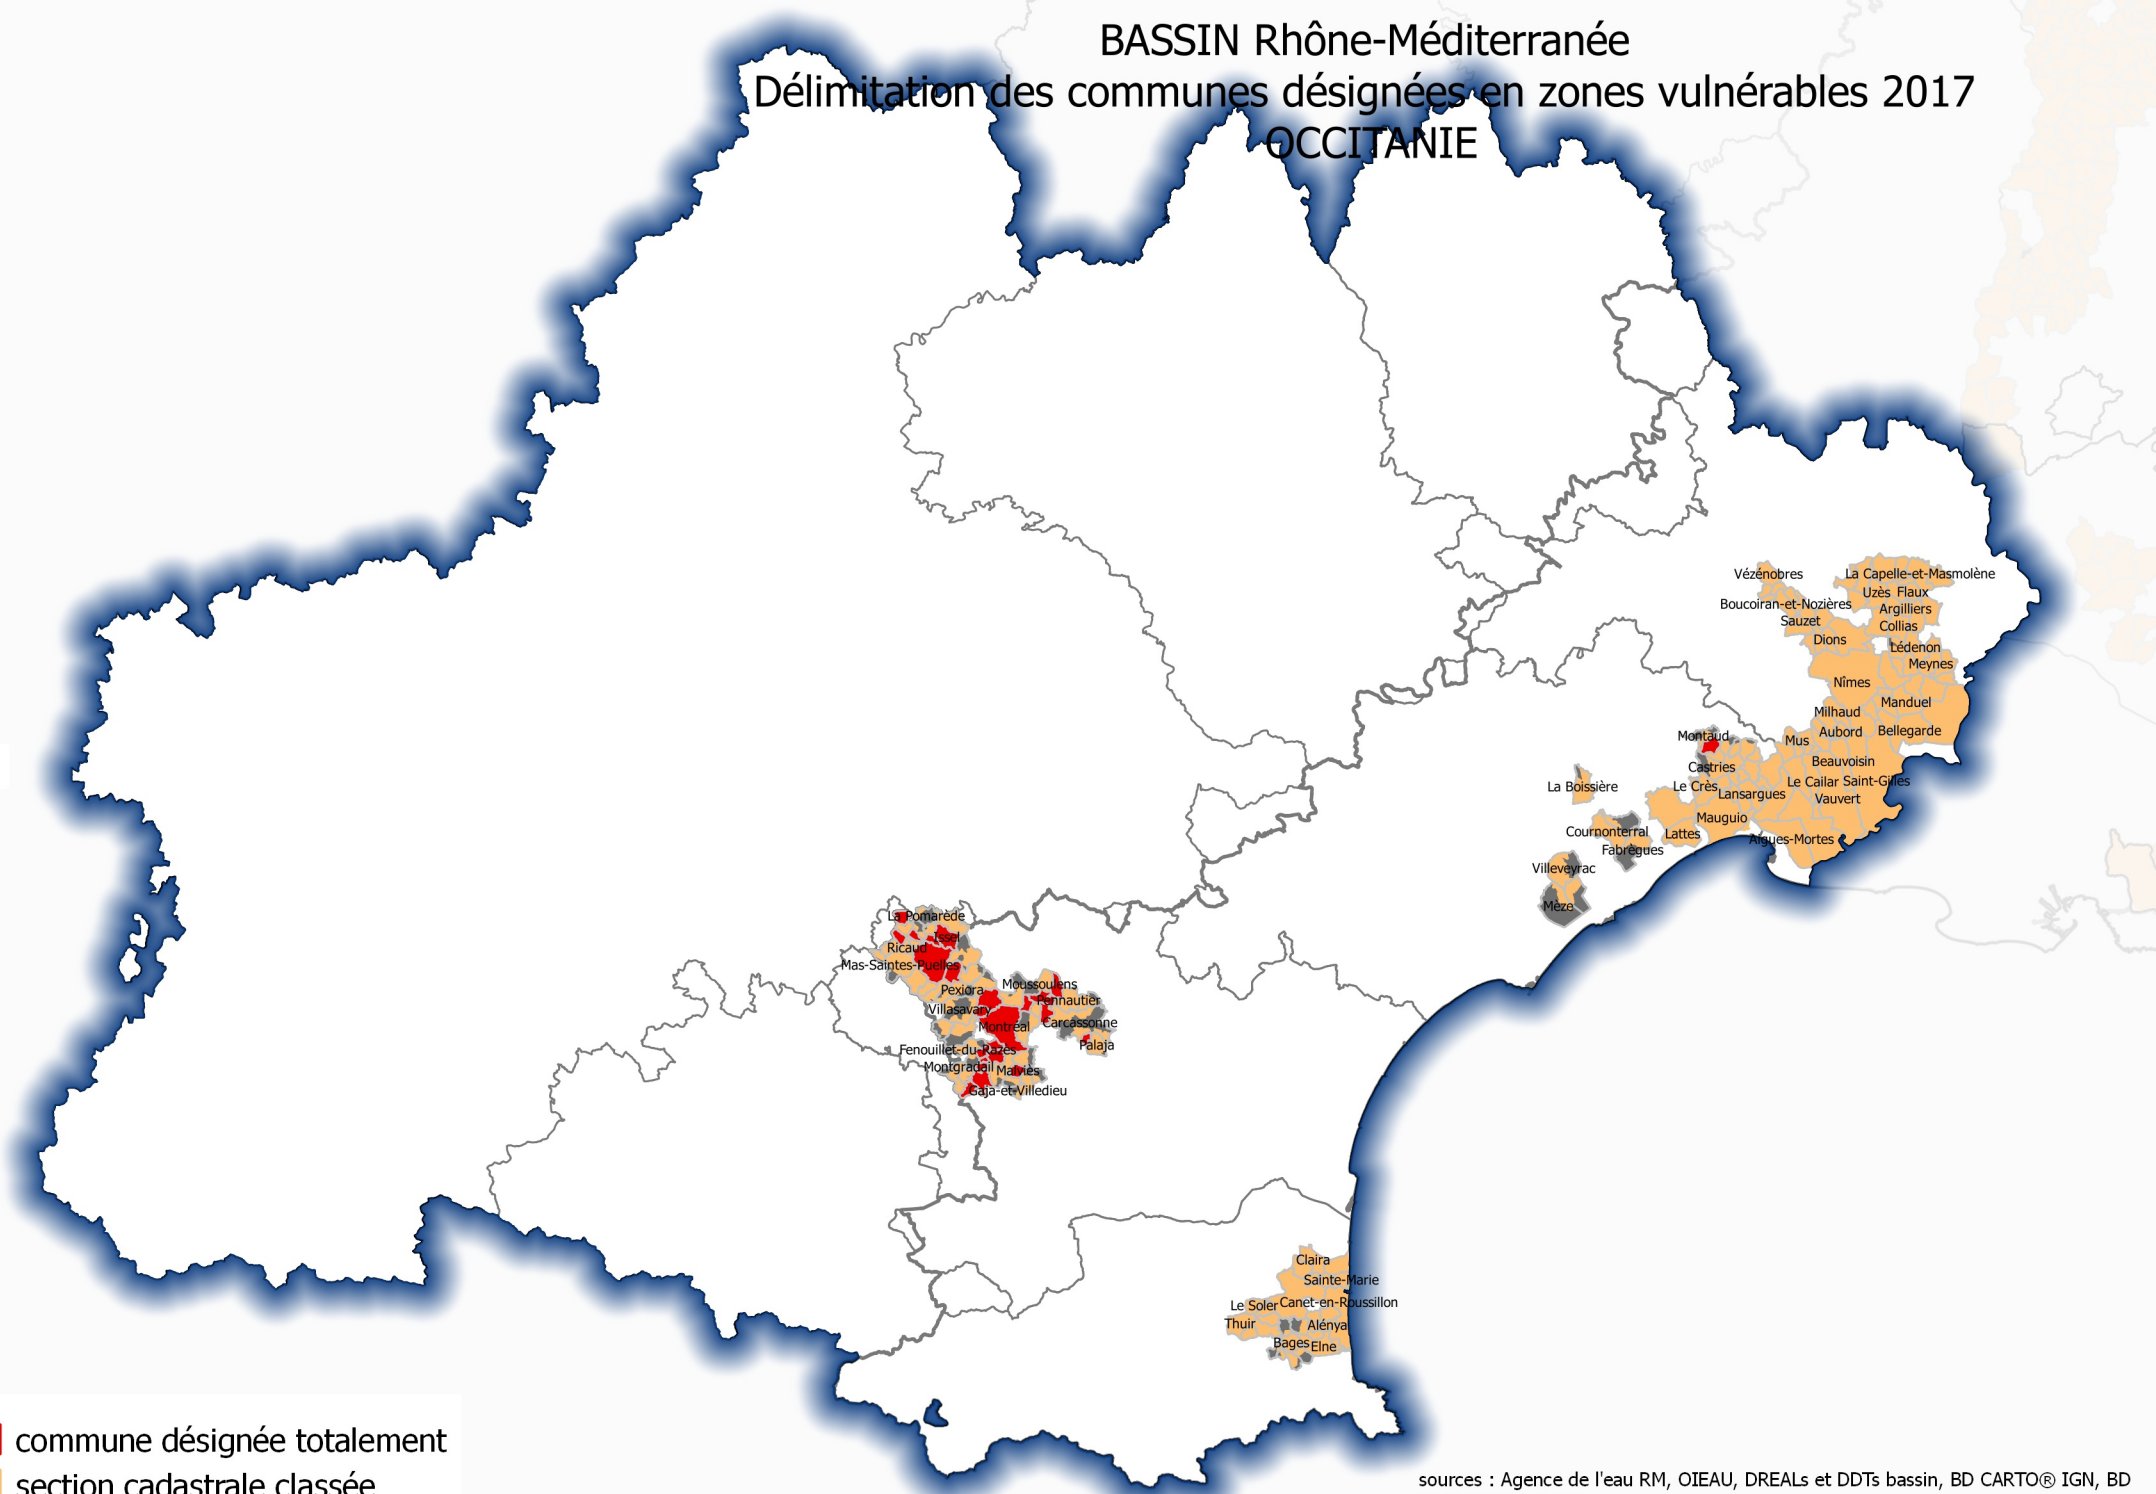 BASSIN Rhône-Méditerranée
Délimitation des communes désignées en zones vulnérables 2017
OCCITANIE
Vézénobres
La Capelle-et-Masmolène
Uzès
Flaux
Boucoiran-et-Nozières
Argilliers
Sauzet
Collias
Dions
Lédenon
Meynes
Nîmes
Manduel
Milhaud
Aubord
Bellegarde
Montaud
Mus
Castries
Beauvoisin
La Boissière
Le Crès
Lansargues
Le Cailar
Saint-Gilles
Vauvert
Mauguio
Cournonterral
Lattes
Aigues-Mortes
Fabrègues
Villeveyrac
Mèze
La Pomarède
Issel
Ricaud
Mas-Saintes-Puelles
Pexiora
Moussoulens
Villasavary
Pennautier
Montréal
Carcassonne
Fenouillet-du-Razès
Palaja
Montgradail
Malviès
Gaja-et-Villedieu
Claira
Sainte-Marie
Le Soler
Canet-en-Roussillon
Thuir
Alénya
Bages
Elne
commune désignée totalement
section cadastrale classée
sources : Agence de l'eau RM, OIEAU, DREALs et DDTs bassin, BD CARTO® IGN, BD